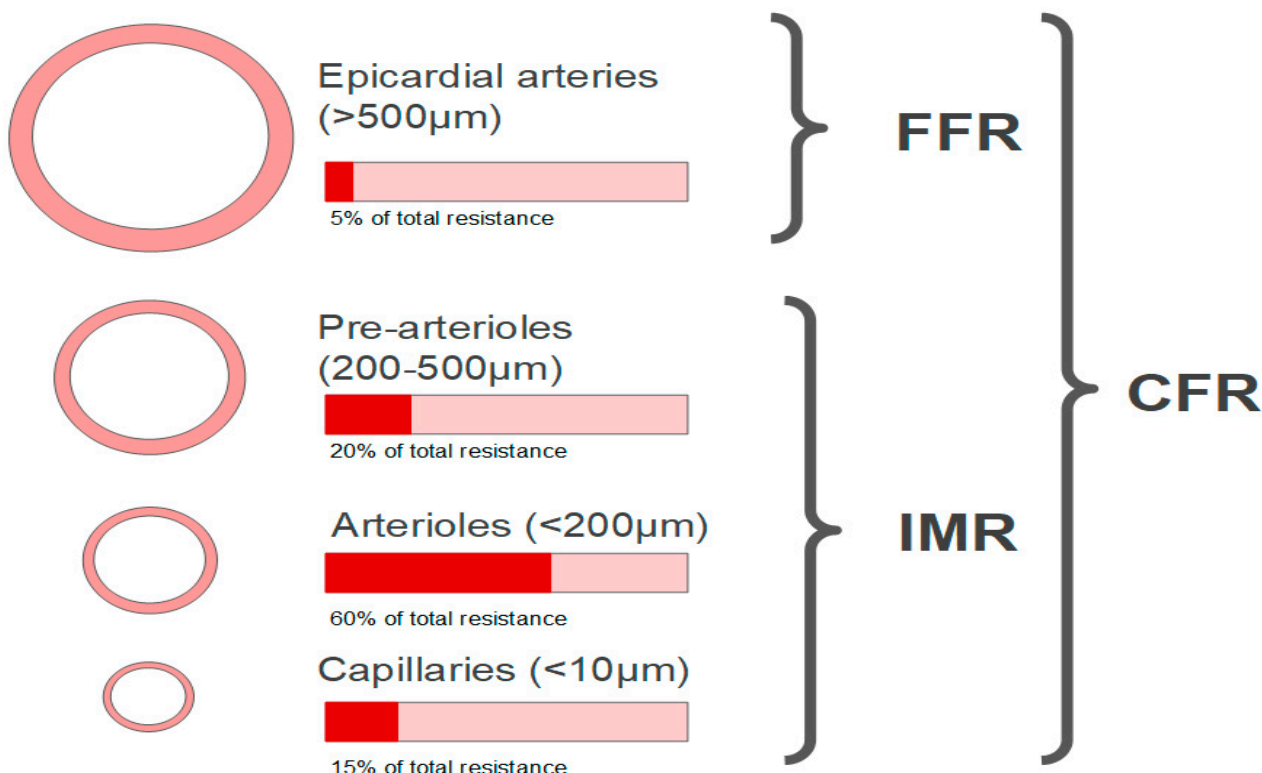 Epicardial arteries
(>500µm)
5% of total resistance
FFR
Pre-arterioles
(200-500µm)
20% of total resistance
Arterioles (<200µm)
60% of total resistance
Capillaries (<10µm)
15% of total resistance
IMR
CFR